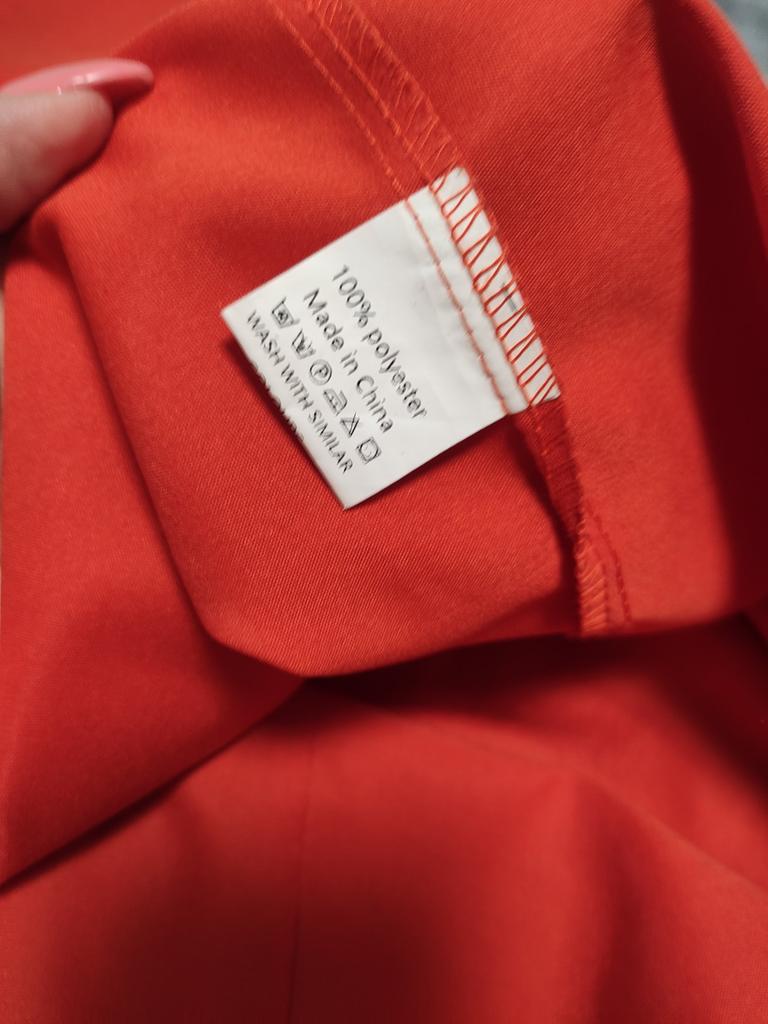 100% polyester
Made in China
WASH WITH SIMILAR